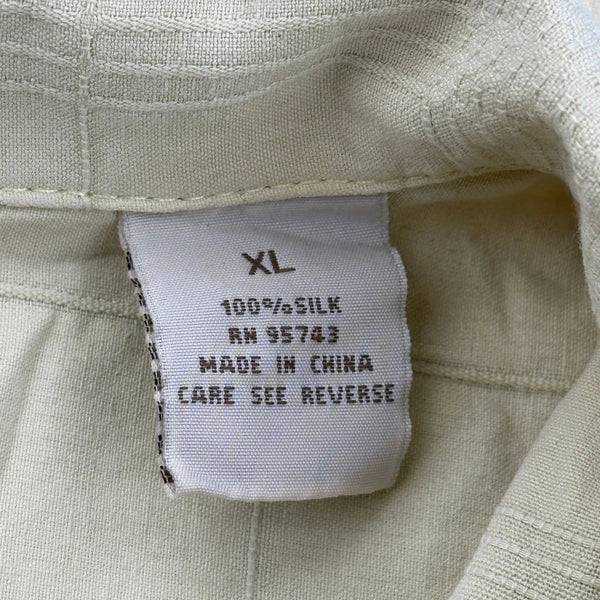 XL
100%SILK
RN 95743
MADE IN CHINA
CARE SEE REVERSE